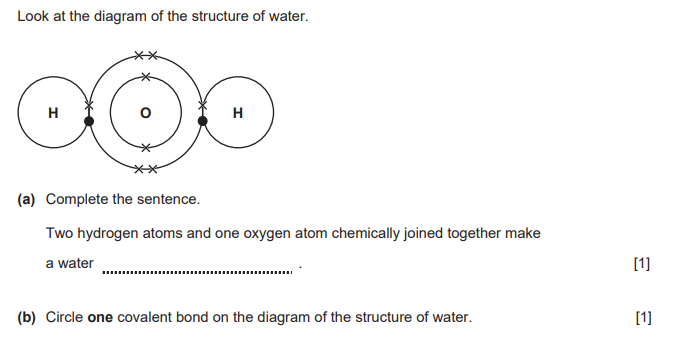 Look at the diagram of the structure of water.
H O H
(a) Complete the sentence.
Two hydrogen atoms and one oxygen atom chemically joined together make
a water ........................................ . [1]
(b) Circle one covalent bond on the diagram of the structure of water. [1]